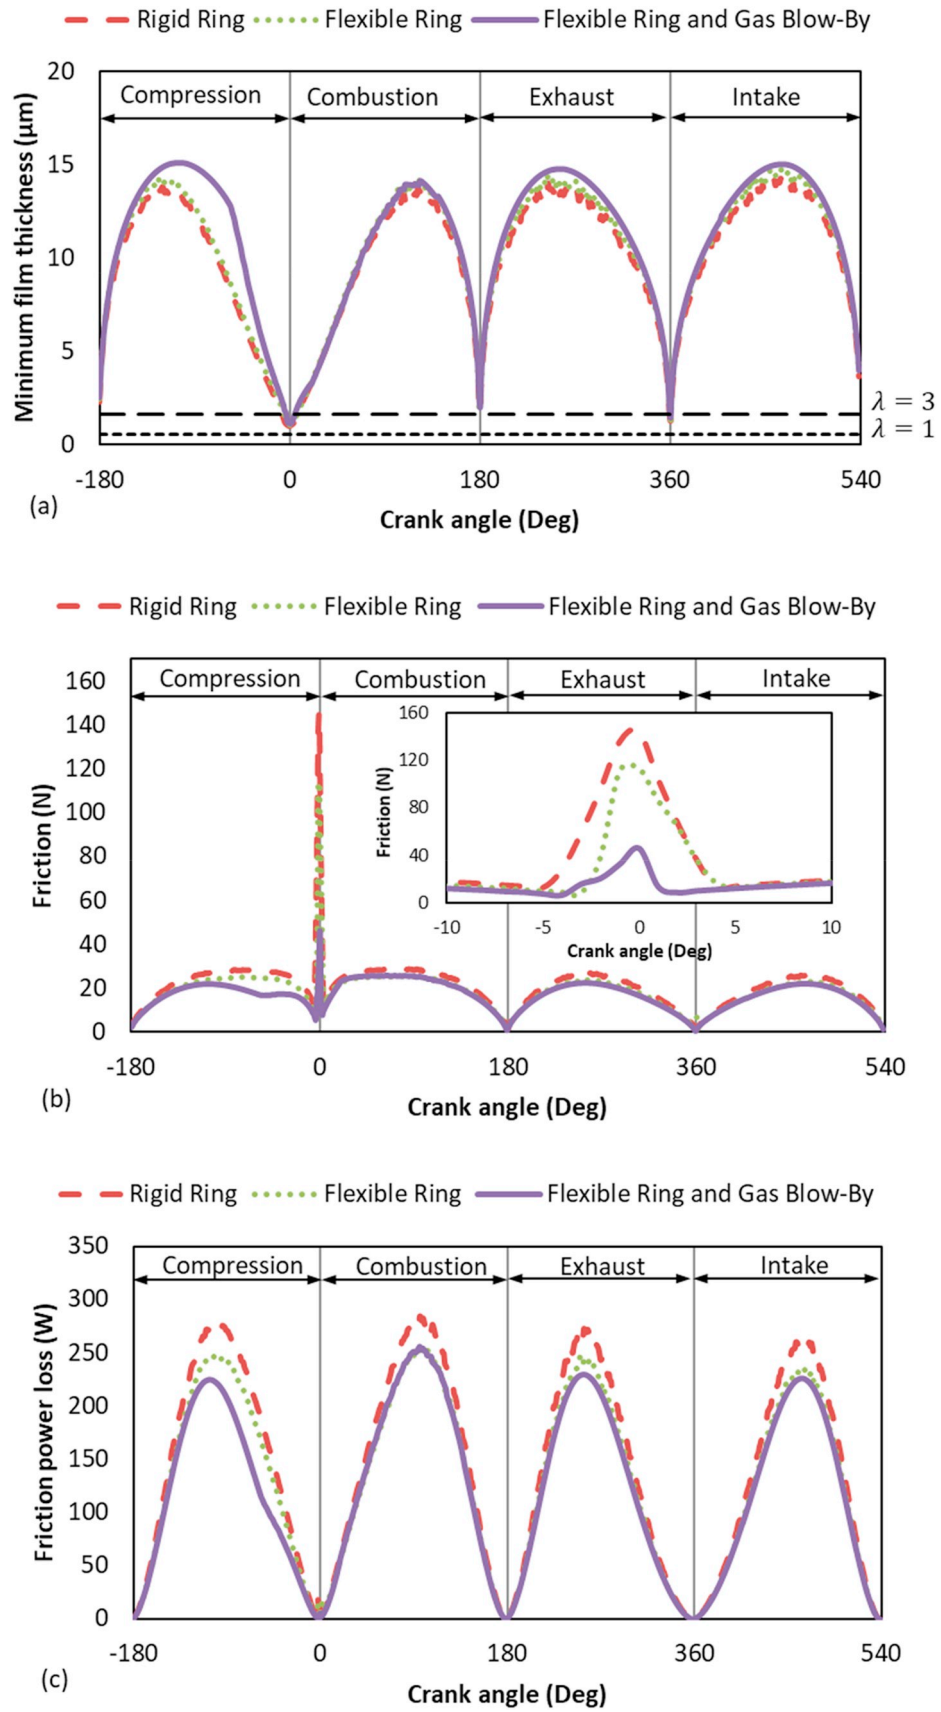 Rigid Ring Flexible Ring Flexible Ring and Gas Blow-By
20
Compression Combustion Exhaust Intake
15
10
5
0
Minimum film thickness (μm)
λ = 3
λ = 1
-180 0 180 360 540
(a)
Crank angle (Deg)
Rigid Ring Flexible Ring Flexible Ring and Gas Blow-By
160
140
120
100
80
60
40
20
0
Friction (N)
Compression Combustion Exhaust Intake
160
120
80
40
0
Friction (N)
-10 -5 0 5 10
Crank angle (Deg)
-180 0 180 360 540
(b)
Crank angle (Deg)
Rigid Ring Flexible Ring Flexible Ring and Gas Blow-By
350
300
250
200
150
100
50
0
Friction power loss (W)
Compression Combustion Exhaust Intake
-180 0 180 360 540
(c)
Crank angle (Deg)